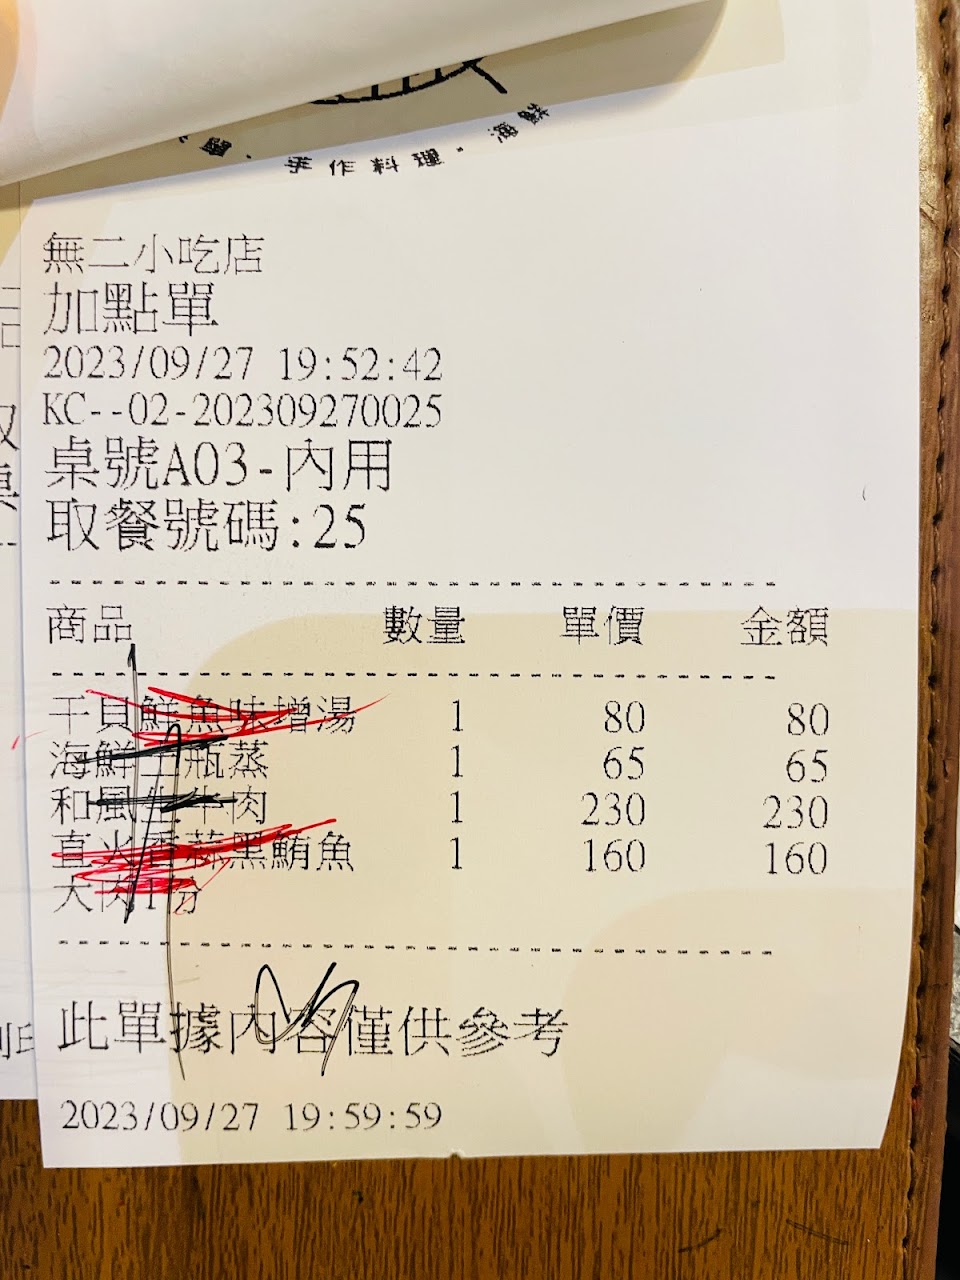 手作料理
無二小吃店
加點單
2023/09/27 19:52:42
KC--02-202309270025
桌號A03-內用
取餐號碼:25
商品 數量 單價 金額
干貝鮮魚味增湯 1 80 80
海鮮土瓶蒸 1 65 65
和風生牛肉 1 230 230
直火香蒜黑鮪魚 1 160 160
大肉1份
此單據內容僅供參考
2023/09/27 19:59:59